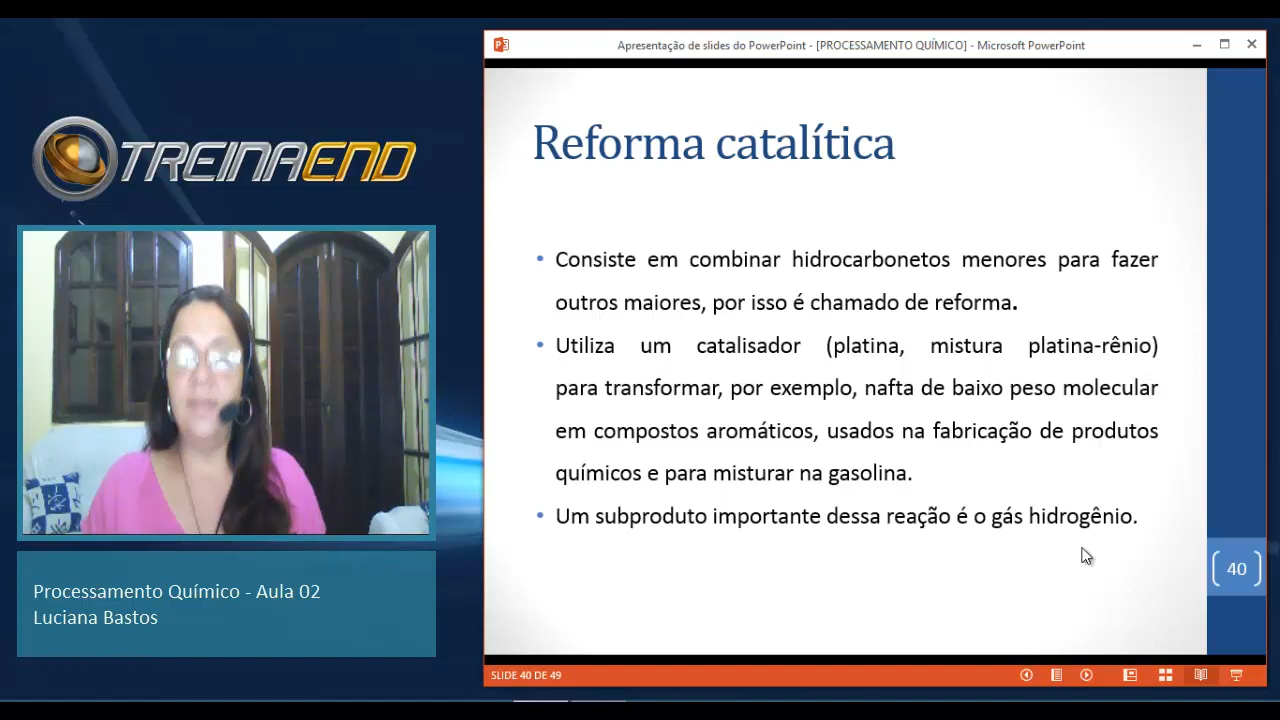 TREINAEND
Processamento Químico - Aula 02
Luciana Bastos
Apresentação de slides do PowerPoint - [PROCESSAMENTO QUÍMICO] - Microsoft PowerPoint
Reforma catalítica
• Consiste em combinar hidrocarbonetos menores para fazer
outros maiores, por isso é chamado de reforma.
• Utiliza um catalisador (platina, mistura platina-rênio)
para transformar, por exemplo, nafta de baixo peso molecular
em compostos aromáticos, usados na fabricação de produtos
químicos e para misturar na gasolina.
• Um subproduto importante dessa reação é o gás hidrogênio.
40
SLIDE 40 DE 49